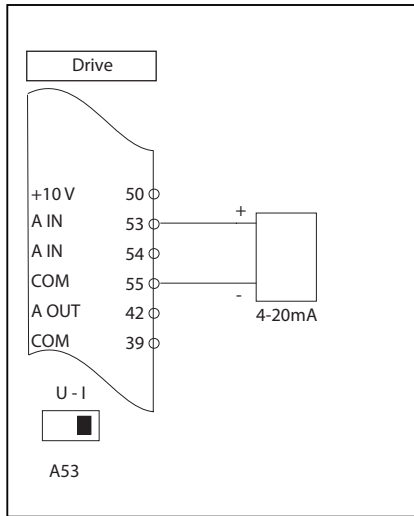 Drive
+10 V 50
A IN 53 +
A IN 54
COM 55 -
A OUT 42 4-20mA
COM 39
U - I
A53